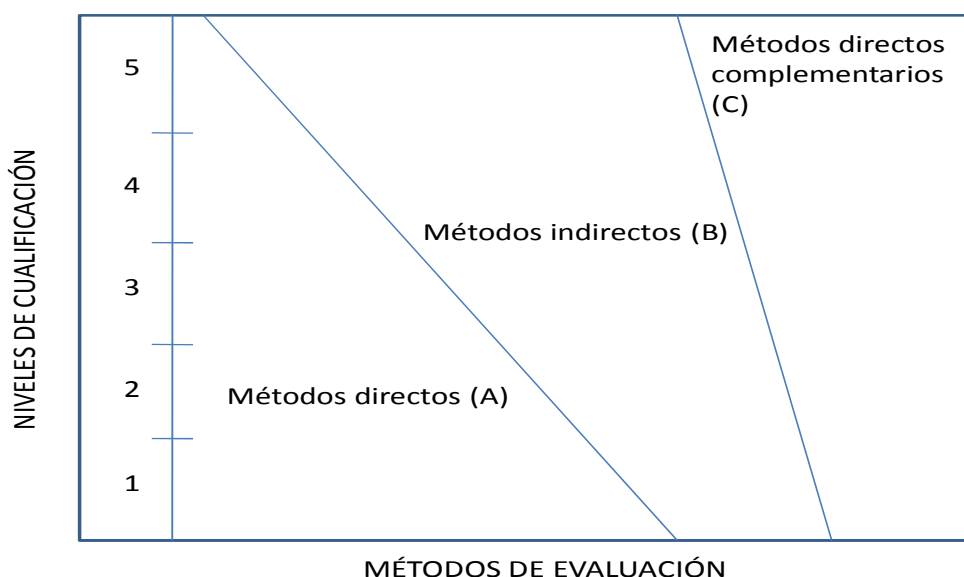 NIVELES DE CUALIFICACIÓN
5
4
3
2
1
Métodos directos
complementarios
(C)
Métodos indirectos (B)
Métodos directos (A)
MÉTODOS DE EVALUACIÓN